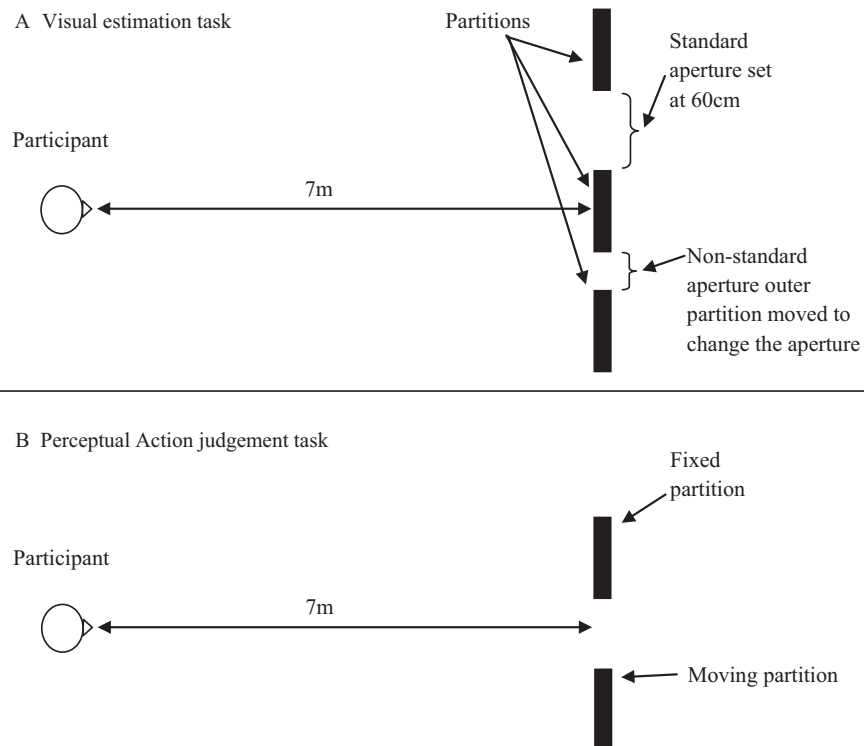 A Visual estimation task
Partitions
Standard
aperture set
at 60cm
Participant
7m
Non-standard
aperture outer
partition moved to
change the aperture
B Perceptual Action judgement task
Fixed
partition
Participant
7m
Moving partition